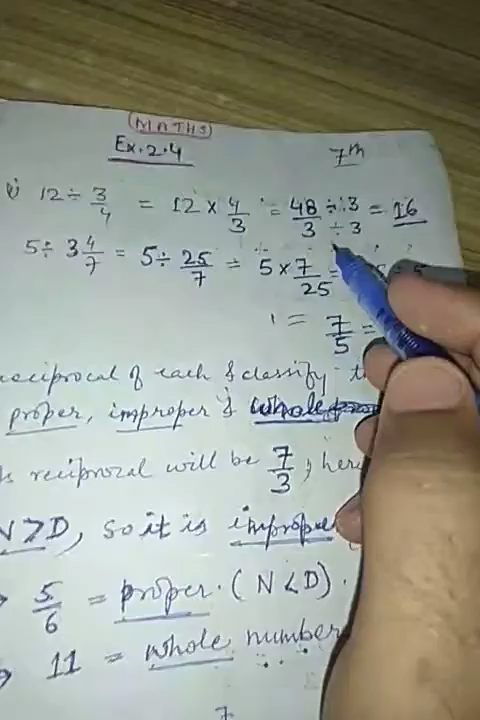 MATHS
Ex.2.4 7th
i) 12 ÷ 3/4 = 12 × 4/3 = 48/3 ÷3/÷3 = 16
5 ÷ 3 4/7 = 5 ÷ 25/7 = 5 × 7/25 =
= 7/5 =
reciprocal of each & classify
proper, improper & whole
reciprocal will be 7/3, here
N>D, so it is improper
5/6 = proper. (N<D).
11 = whole number
7